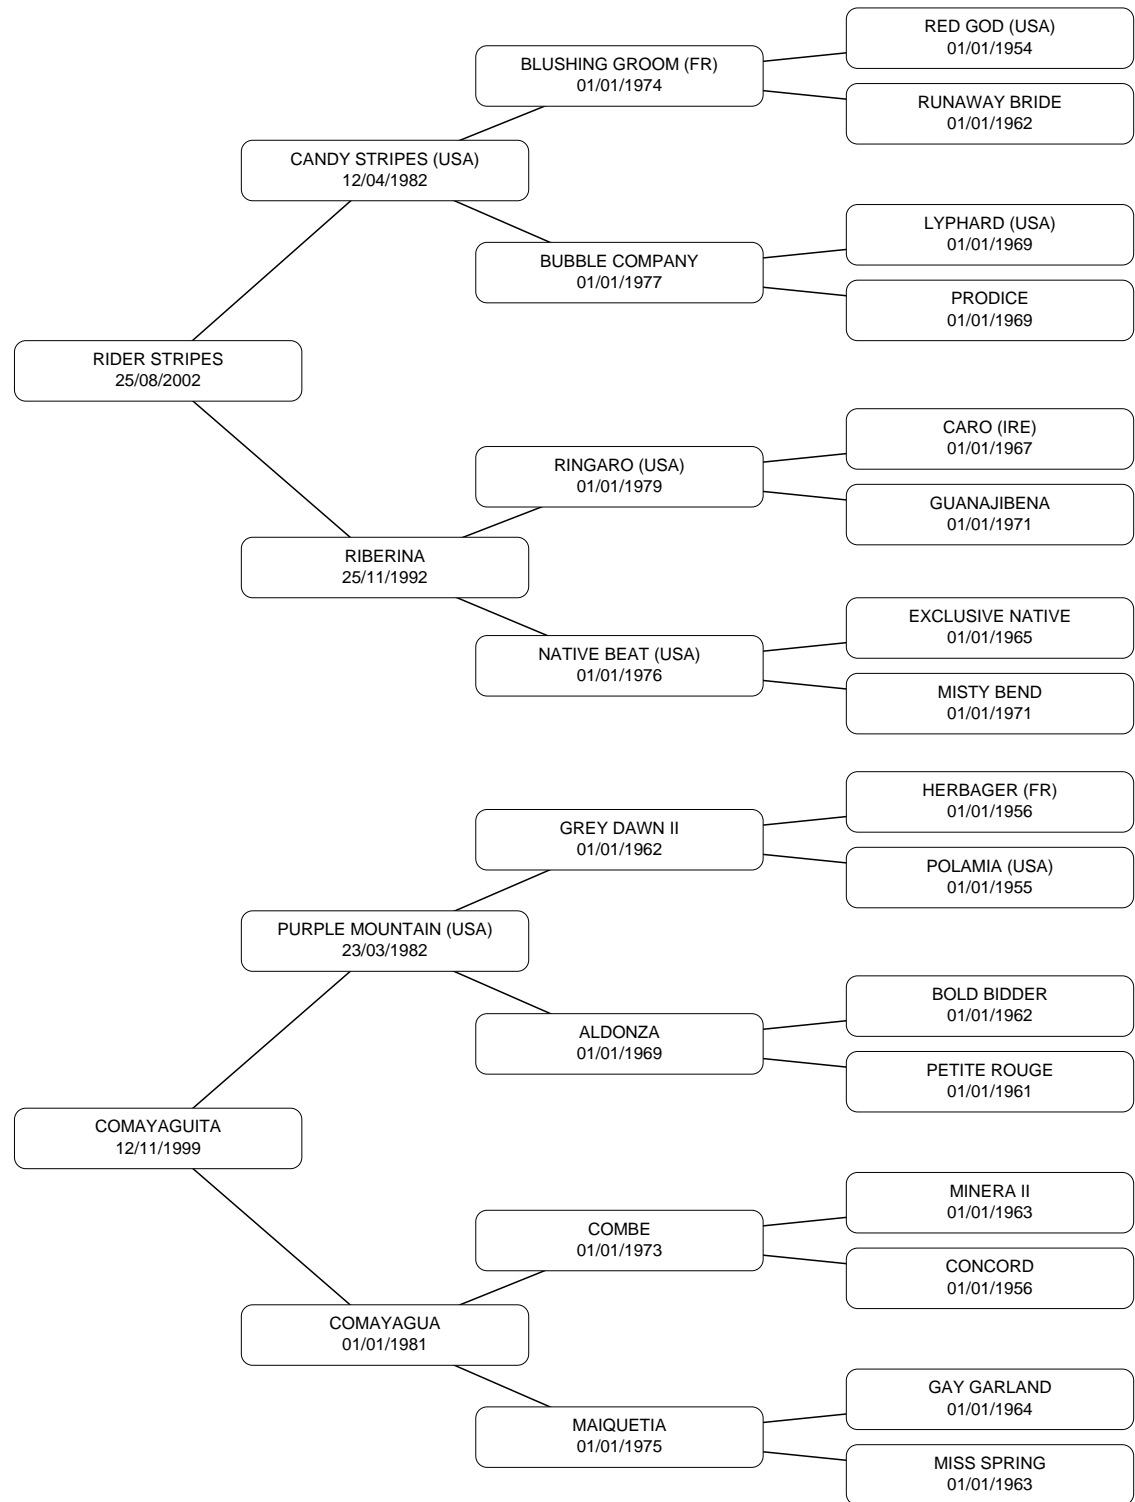 RED GOD (USA)
01/01/1954
BLUSHING GROOM (FR)
01/01/1974
RUNAWAY BRIDE
01/01/1962
CANDY STRIPES (USA)
12/04/1982
LYPHARD (USA)
01/01/1969
BUBBLE COMPANY
01/01/1977
PRODICE
01/01/1969
RIDER STRIPES
25/08/2002
CARO (IRE)
01/01/1967
RINGARO (USA)
01/01/1979
GUANAJIBENA
01/01/1971
RIBERINA
25/11/1992
EXCLUSIVE NATIVE
01/01/1965
NATIVE BEAT (USA)
01/01/1976
MISTY BEND
01/01/1971
HERBAGER (FR)
01/01/1956
GREY DAWN II
01/01/1962
POLAMIA (USA)
01/01/1955
PURPLE MOUNTAIN (USA)
23/03/1982
BOLD BIDDER
01/01/1962
ALDONZA
01/01/1969
PETITE ROUGE
01/01/1961
COMAYAGUITA
12/11/1999
MINERA II
01/01/1963
COMBE
01/01/1973
CONCORD
01/01/1956
COMAYAGUA
01/01/1981
GAY GARLAND
01/01/1964
MAIQUETIA
01/01/1975
MISS SPRING
01/01/1963